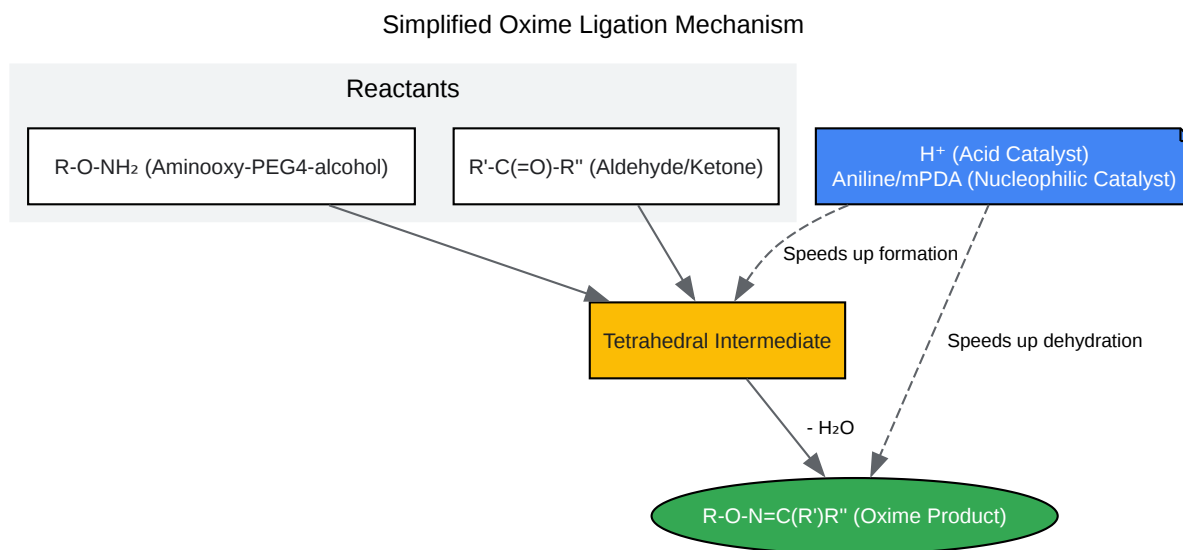 Simplified Oxime Ligation Mechanism
Reactants
R-O-NH₂ (Aminooxy-PEG4-alcohol)
R'-C(=O)-R'' (Aldehyde/Ketone)
H⁺ (Acid Catalyst)
Aniline/mPDA (Nucleophilic Catalyst)
Speeds up formation
Tetrahedral Intermediate
Speeds up dehydration
- H₂O
R-O-N=C(R')R'' (Oxime Product)